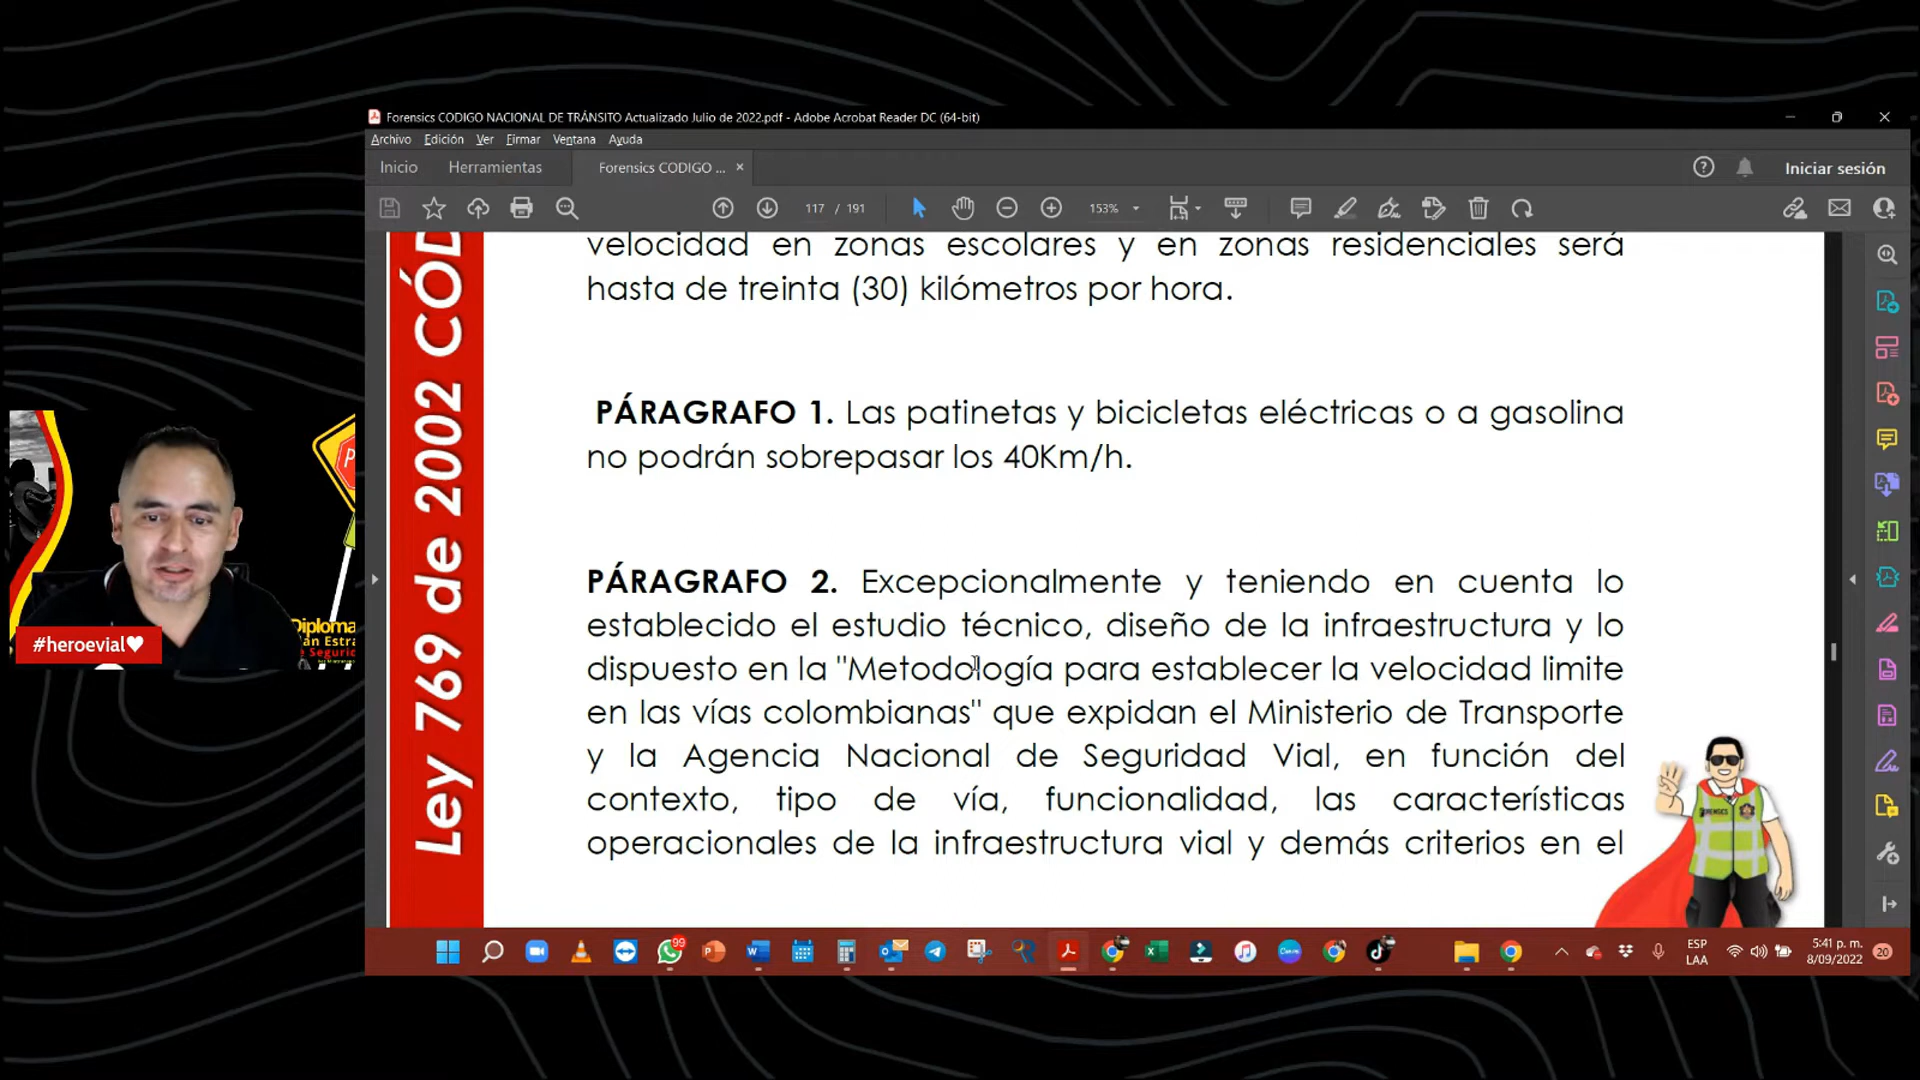 Forensics CODIGO NACIONAL DE TRÁNSITO Actualizado Julio de 2022.pdf - Adobe Acrobat Reader DC (64-bit)
Archivo Edición Ver Firmar Ventana Ayuda
Inicio Herramientas Forensics CODIGO ... × Iniciar sesión
117 / 191 153%
velocidad en zonas escolares y en zonas residenciales será
hasta de treinta (30) kilómetros por hora.
PÁRAGRAFO 1. Las patinetas y bicicletas eléctricas o a gasolina
no podrán sobrepasar los 40Km/h.
PÁRAGRAFO 2. Excepcionalmente y teniendo en cuenta lo
establecido el estudio técnico, diseño de la infraestructura y lo
dispuesto en la "Metodología para establecer la velocidad limite
en las vías colombianas" que expidan el Ministerio de Transporte
y la Agencia Nacional de Seguridad Vial, en función del
contexto, tipo de vía, funcionalidad, las características
operacionales de la infraestructura vial y demás criterios en el
Ley 769 de 2002 CÓD
#heroevial♥
Diploma
99
ESP
LAA
5:41 p. m.
8/09/2022
20